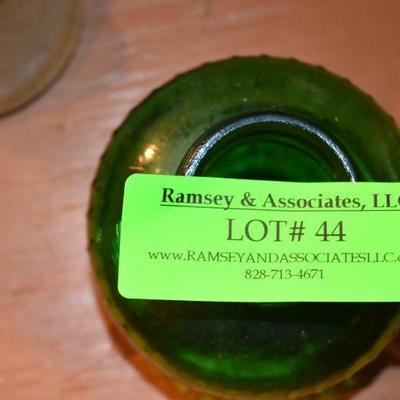 Ramsey & Associates, LLC
LOT# 44
www.RAMSEYANDASSOCIATESLLC.c
828-713-4671